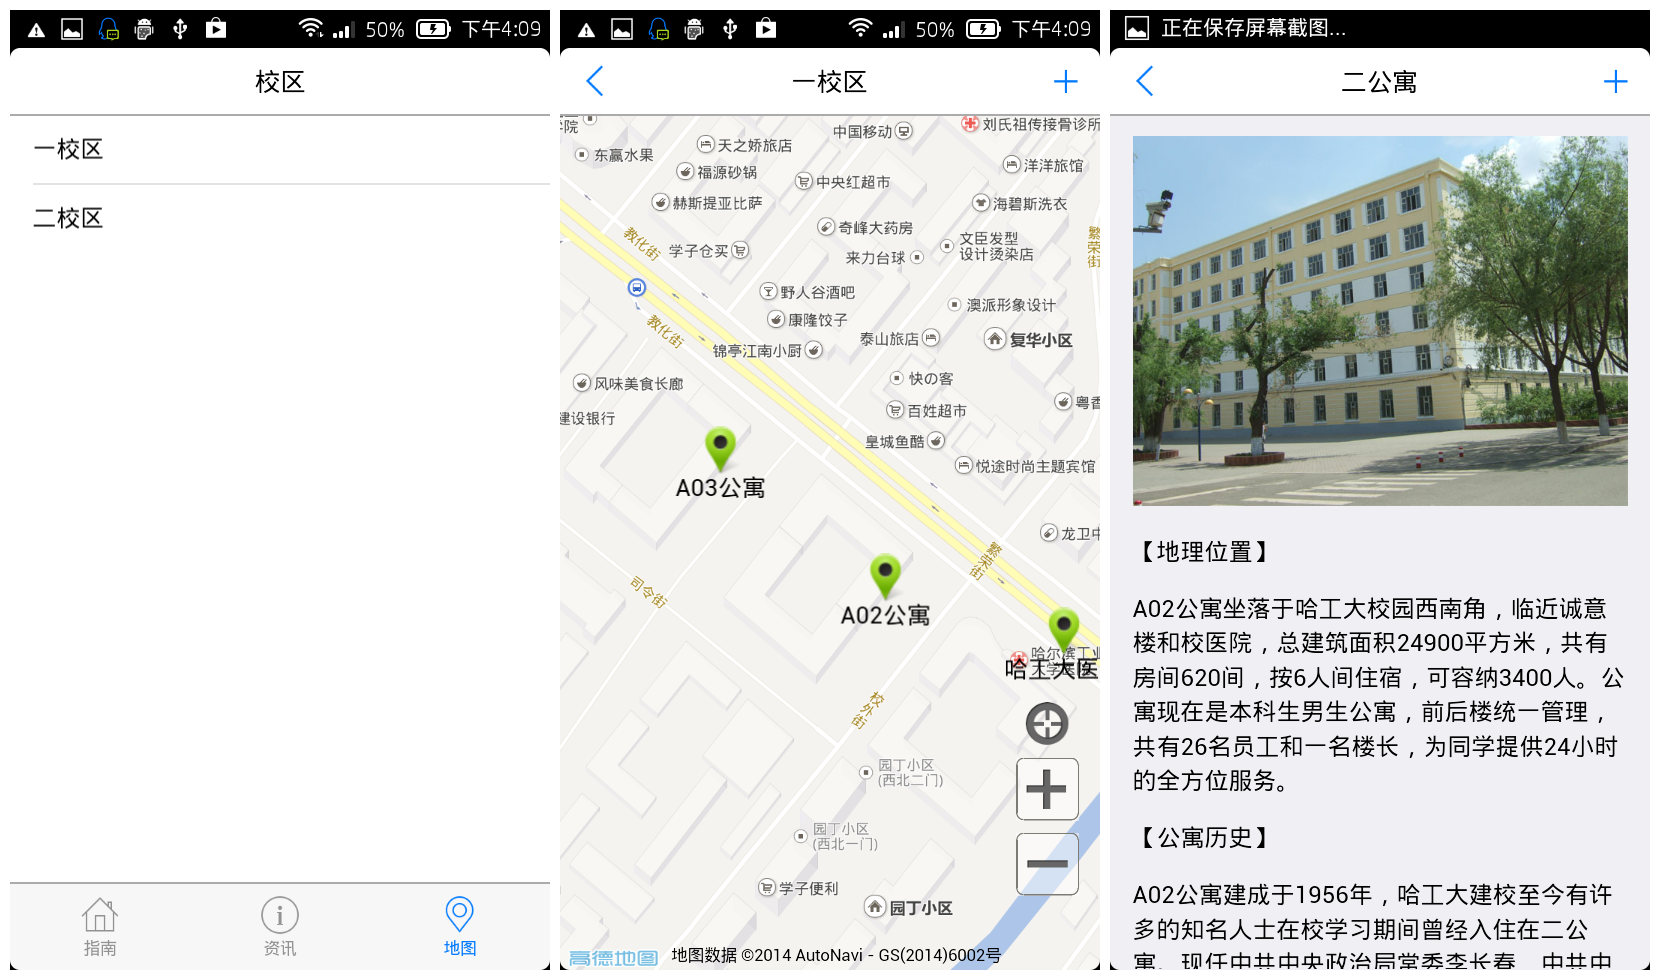 50% 下午4:09
校区
一校区
二校区
指南
资讯
地图
50% 下午4:09
一校区
学院
中国移动
刘氏祖传接骨诊所
东赢水果
天之娇旅店
洋洋旅馆
福源砂锅
中央红超市
赫斯提亚比萨
海碧斯洗衣
教化街
奇峰大药房
繁荣街
学子仓买
文臣发型
设计烫染店
来力台球
野人谷酒吧
澳派形象设计
康隆饺子
教化街
泰山旅店
复华小区
锦亭江南小厨
风味美食长廊
快の客
百姓超市
粤香
建设银行
皇城鱼酷
悦途时尚主题宾馆
A03公寓
龙卫中
繁荣街
司令街
A02公寓
哈尔滨工业
哈工大医
校外街
园丁小区
(西北二门)
园丁小区
(西北一门)
学子便利
园丁小区
高德地图
地图数据 ©2014 AutoNavi - GS(2014)6002号
正在保存屏幕截图...
二公寓
【地理位置】
A02公寓坐落于哈工大校园西南角，临近诚意
楼和校医院，总建筑面积24900平方米，共有
房间620间，按6人间住宿，可容纳3400人。公
寓现在是本科生男生公寓，前后楼统一管理，
共有26名员工和一名楼长，为同学提供24小时
的全方位服务。
【公寓历史】
A02公寓建成于1956年，哈工大建校至今有许
多的知名人士在校学习期间曾经入住在二公
寓。现任中共中央政治局常委李长春、中共中